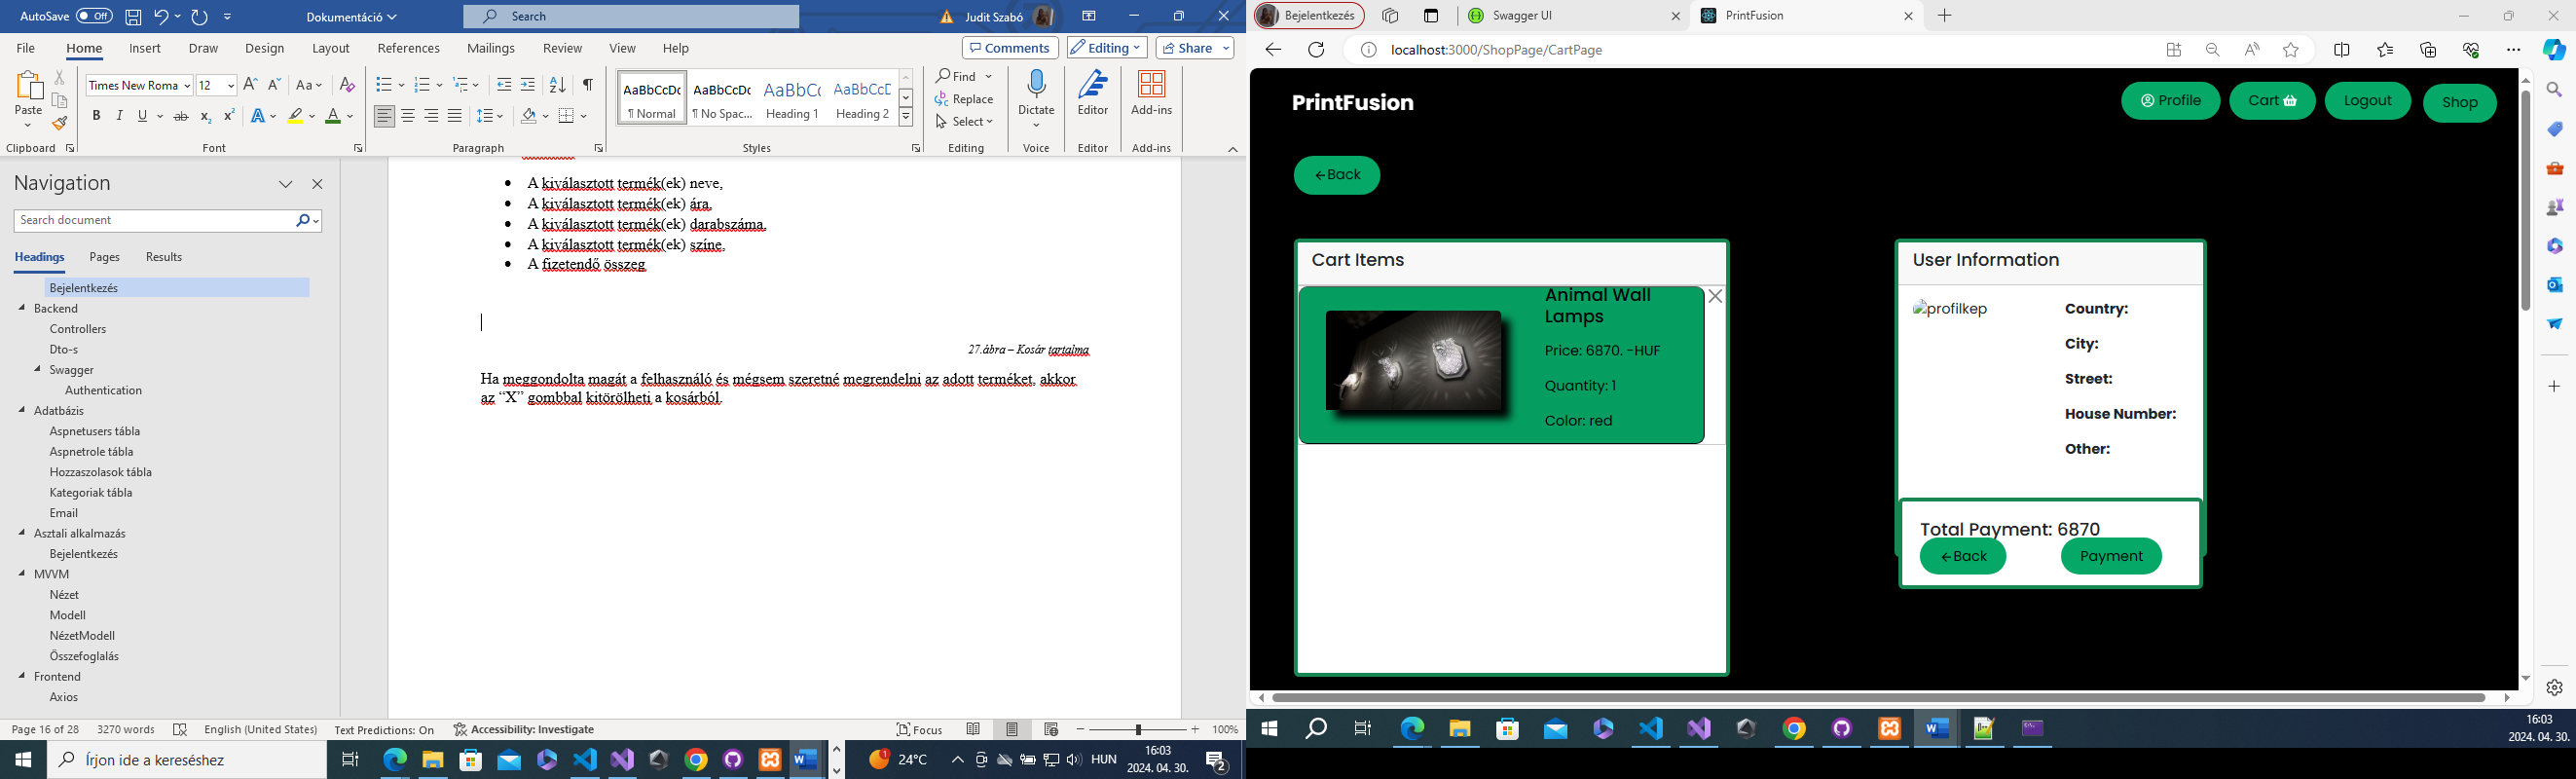 AutoSave Off
Dokumentáció
Search
Judit Szabó
File Home Insert Draw Design Layout References Mailings Review View Help
Comments Editing Share
Paste
Times New Roma 12
Aa
B I U ab x₂ x² A A
AaBbCcDc AaBbCcDc AaBbCc AaBbCcD
¶ Normal ¶ No Spac... Heading 1 Heading 2
Find
Replace
Select
Dictate
Editor
Add-ins
Clipboard Font Paragraph Styles Editing Voice Editor Add-ins
Navigation
Search document
Headings Pages Results
Bejelentkezés
Backend
Controllers
Dto-s
Swagger
Authentication
Adatbázis
Aspnetusers tábla
Aspnetrole tábla
Hozzaszolasok tábla
Kategoriak tábla
Email
Asztali alkalmazás
Bejelentkezés
MVVM
Nézet
Modell
NézetModell
Összefoglalás
Frontend
Axios
• A kiválasztott termék(ek) neve,
• A kiválasztott termék(ek) ára,
• A kiválasztott termék(ek) darabszáma,
• A kiválasztott termék(ek) színe,
• A fizetendő összeg
27.ábra – Kosár tartalma
Ha meggondolta magát a felhasználó és mégsem szeretné megrendelni az adott terméket, akkor
az “X” gombbal kitörölheti a kosárból.
Page 16 of 28 3270 words English (United States) Text Predictions: On Accessibility: Investigate Focus 100%
Írjon ide a kereséshez
1 24°C HUN
16:03
2024. 04. 30.
2
Bejelentkezés
Swagger UI
PrintFusion
localhost:3000/ShopPage/CartPage
PrintFusion
Profile Cart Logout Shop
←Back
Cart Items
Animal Wall
Lamps
Price: 6870. -HUF
Quantity: 1
Color: red
User Information
profilkep
Country:
City:
Street:
House Number:
Other:
Total Payment: 6870
←Back Payment
16:03
2024. 04. 30.